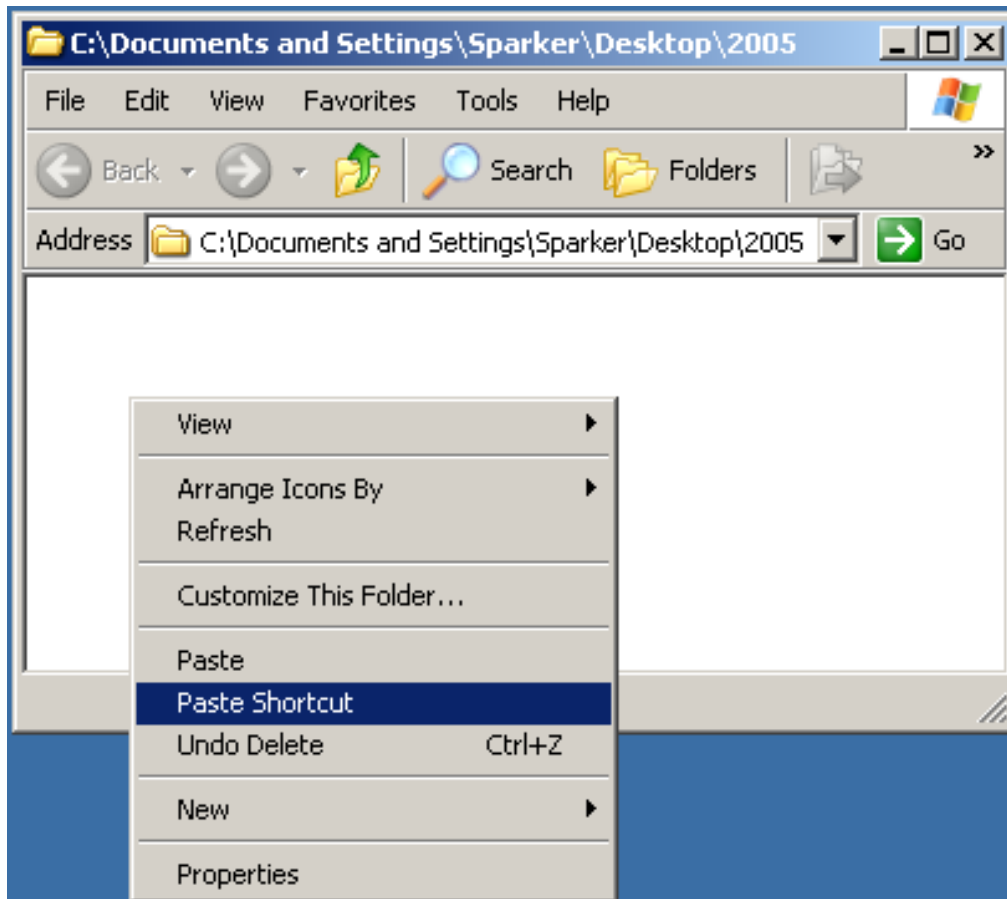 C:\Documents and Settings\Sparker\Desktop\2005
File Edit View Favorites Tools Help
Back Search Folders »
Address C:\Documents and Settings\Sparker\Desktop\2005 Go
View
Arrange Icons By
Refresh
Customize This Folder...
Paste
Paste Shortcut
Undo Delete Ctrl+Z
New
Properties